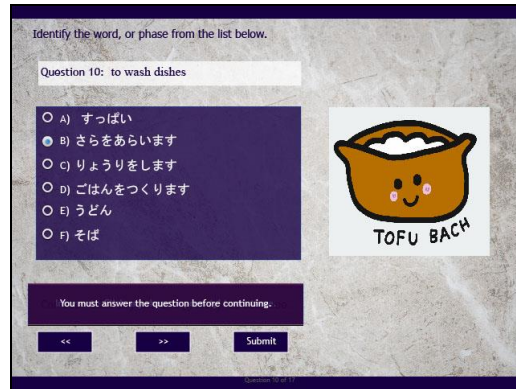 Identify the word, or phase from the list below.
Question 10: to wash dishes
A) すっぱい
B) さらをあらいます
C) りょうりをします
D) ごはんをつくります
E) うどん
F) そば
TOFU BACH
You must answer the question before continuing.
<<
>>
Submit
Question 10 of 17